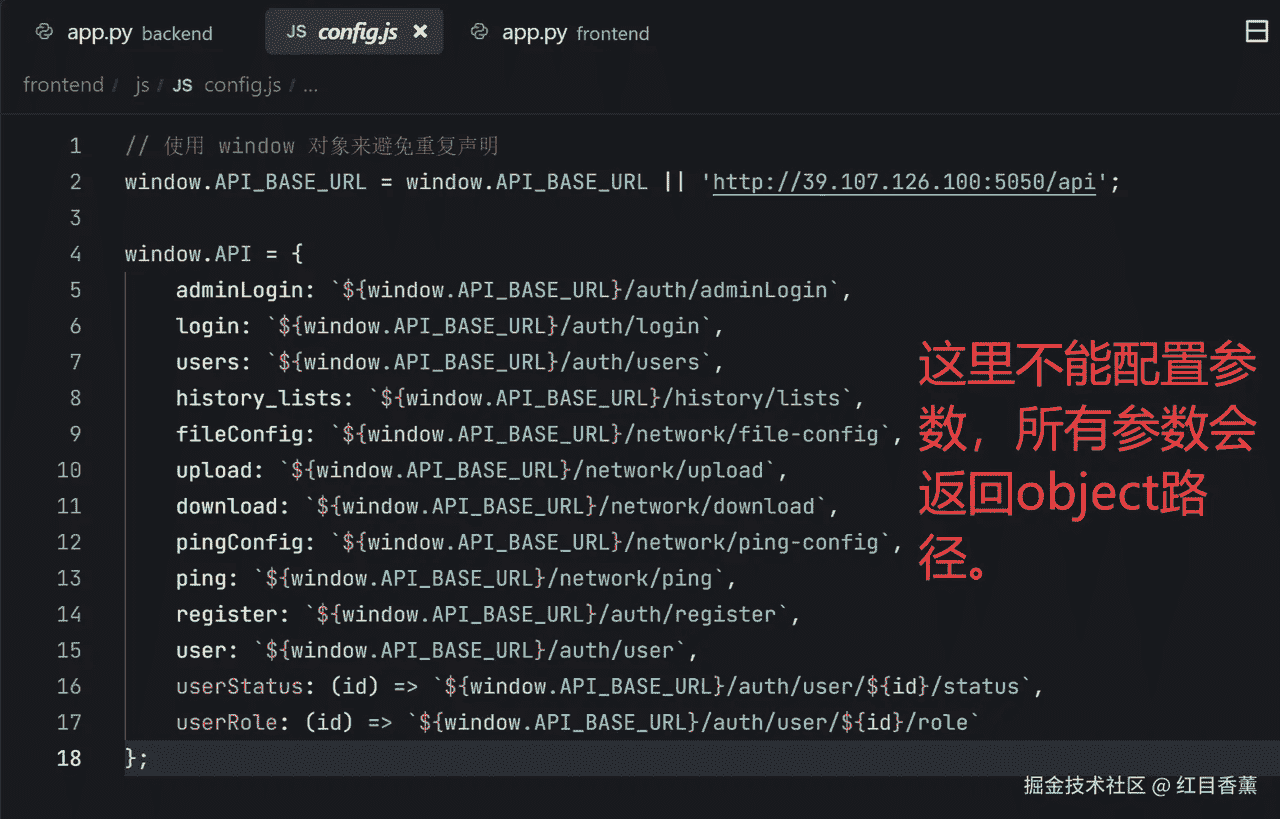 app.py backend JS config.js × app.py frontend
frontend / js / JS config.js / ...
1 // 使用 window 对象来避免重复声明
2 window.API_BASE_URL = window.API_BASE_URL || 'http://39.107.126.100:5050/api';
3
4 window.API = {
5     adminLogin: `${window.API_BASE_URL}/auth/adminLogin`,
6     login: `${window.API_BASE_URL}/auth/login`,
7     users: `${window.API_BASE_URL}/auth/users`,
8     history_lists: `${window.API_BASE_URL}/history/lists`,
9     fileConfig: `${window.API_BASE_URL}/network/file-config`,
10     upload: `${window.API_BASE_URL}/network/upload`,
11     download: `${window.API_BASE_URL}/network/download`,
12     pingConfig: `${window.API_BASE_URL}/network/ping-config`,
13     ping: `${window.API_BASE_URL}/network/ping`,
14     register: `${window.API_BASE_URL}/auth/register`,
15     user: `${window.API_BASE_URL}/auth/user`,
16     userStatus: (id) => `${window.API_BASE_URL}/auth/user/${id}/status`,
17     userRole: (id) => `${window.API_BASE_URL}/auth/user/${id}/role`
18 };
这里不能配置参
数，所有参数会
返回object路
径。
掘金技术社区 @ 红目香薰